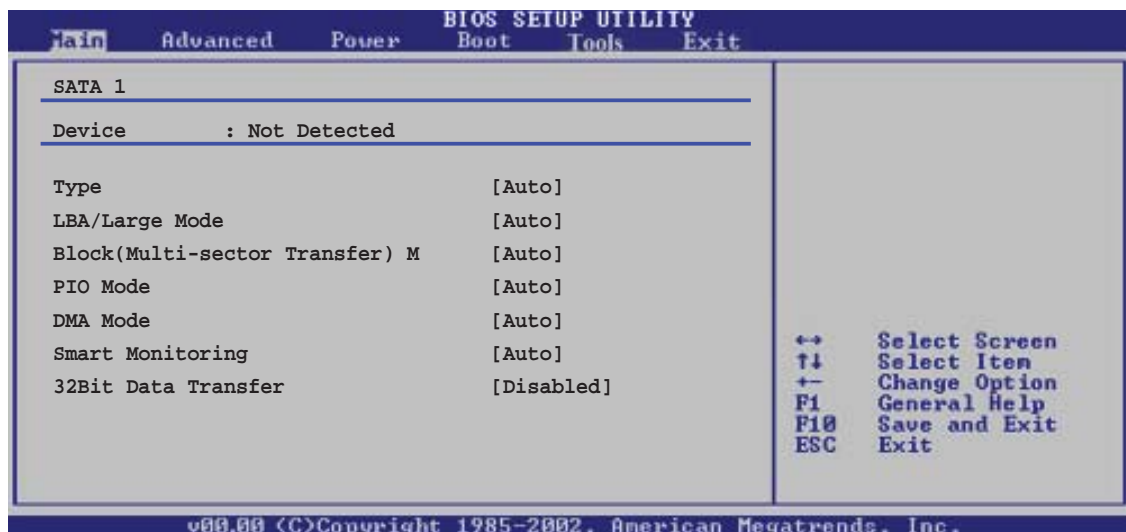 BIOS SETUP UTILITY
Main Advanced Power Boot Tools Exit
SATA 1
Device : Not Detected
Type [Auto]
LBA/Large Mode [Auto]
Block(Multi-sector Transfer) M [Auto]
PIO Mode [Auto]
DMA Mode [Auto]
Smart Monitoring [Auto]
32Bit Data Transfer [Disabled]
←→ Select Screen
↑↓ Select Item
+- Change Option
F1 General Help
F10 Save and Exit
ESC Exit
v00.00 (C)Copyright 1985-2002, American Megatrends, Inc.